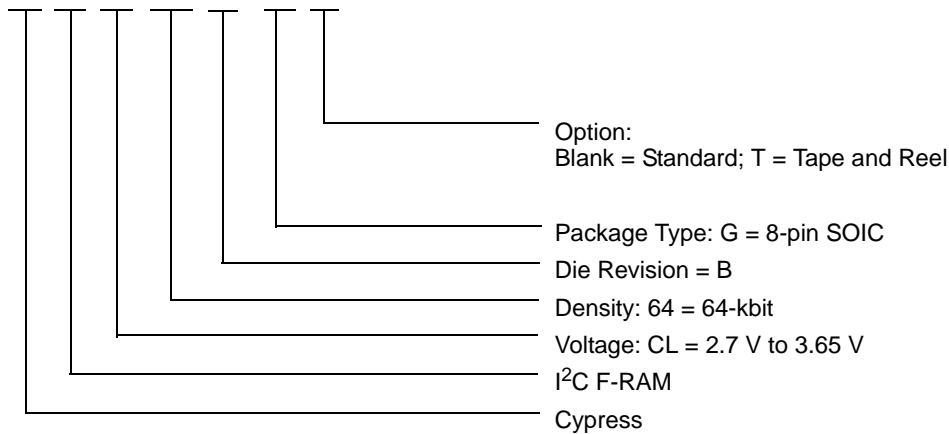 Option:
Blank = Standard; T = Tape and Reel
Package Type: G = 8-pin SOIC
Die Revision = B
Density: 64 = 64-kbit
Voltage: CL = 2.7 V to 3.65 V
I2C F-RAM
Cypress